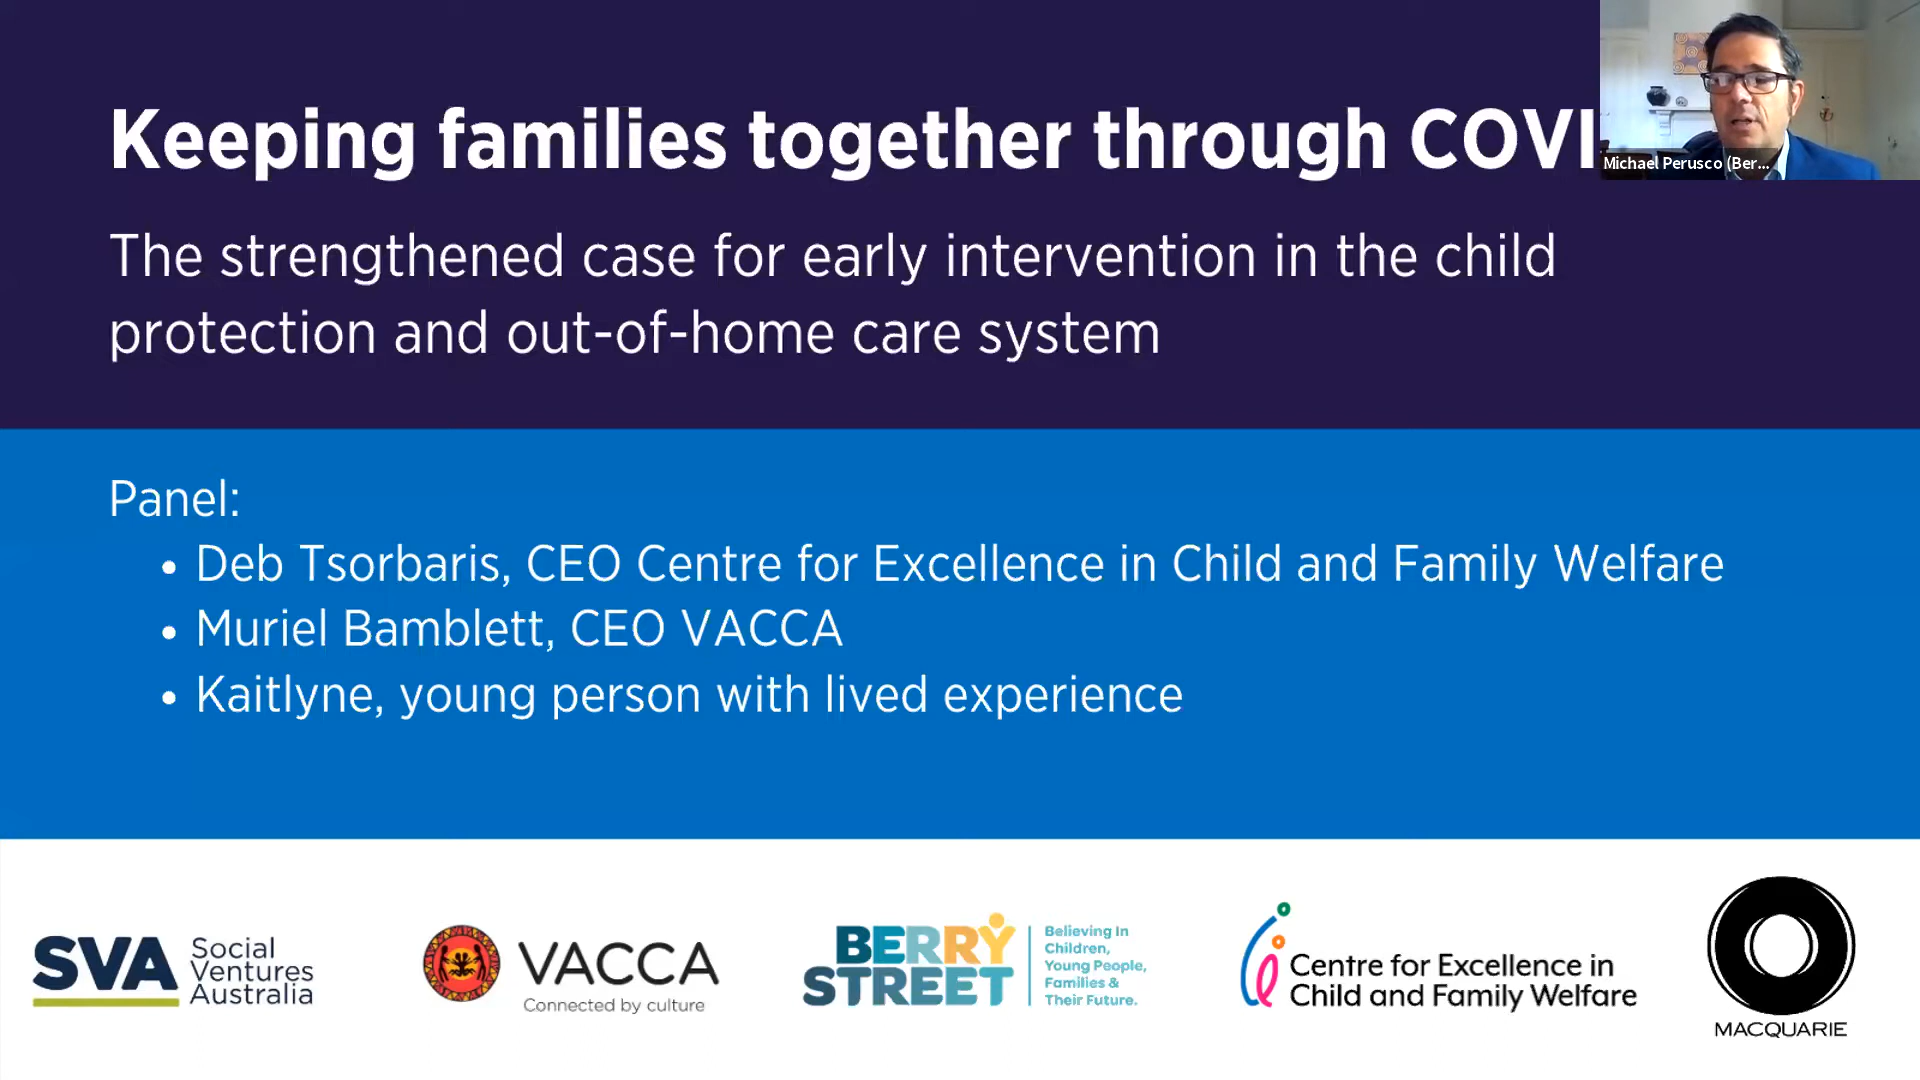 Keeping families together through COVI
Michael Perusco (Ber...
The strengthened case for early intervention in the child
protection and out-of-home care system
Panel:
• Deb Tsorbaris, CEO Centre for Excellence in Child and Family Welfare
• Muriel Bamblett, CEO VACCA
• Kaitlyne, young person with lived experience
SVA
Social
Ventures
Australia
VACCA
Connected by culture
BERRY
STREET
Believing In
Children,
Young People,
Families &
Their Future.
Centre for Excellence in
Child and Family Welfare
MACQUARIE